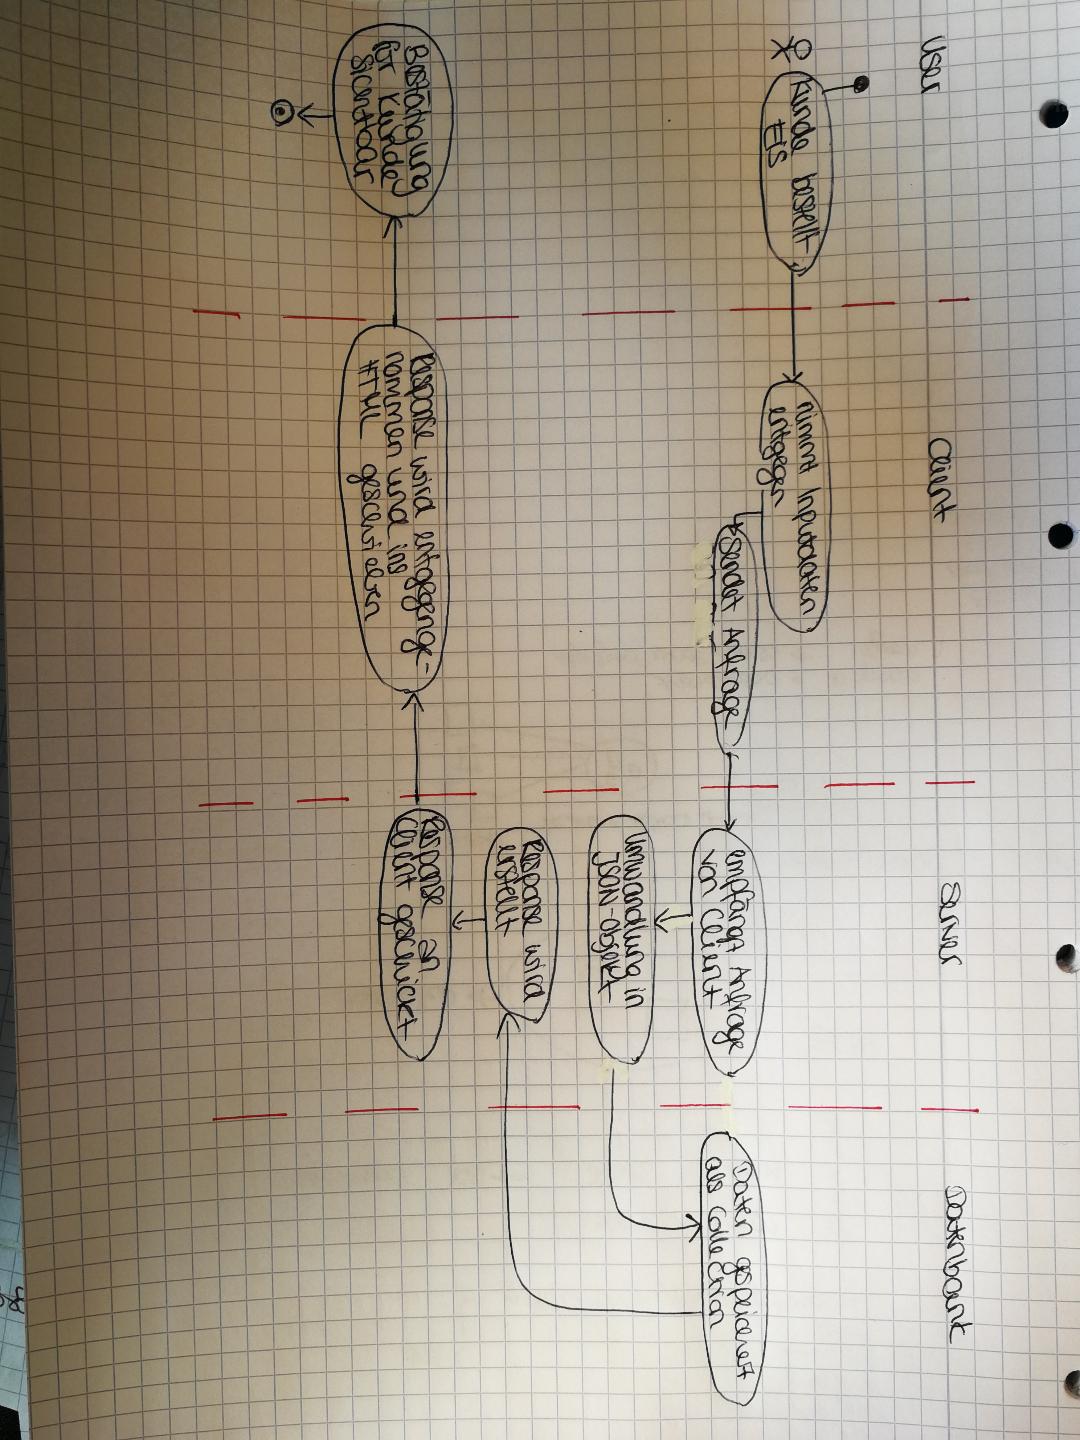 User
Client
Server
Datenbank
Kunde bestellt
EIS
nimmt Inputdaten
entgegen
sendet Anfrage
empfängt Anfrage
von Client
Daten gespeichert
als Collection
Umwandlung in
JSON-Objekt
Response wird
erstellt
Response an
Client geschickt
Response wird entgegenge-
nommen und ins
HTML geschrieben
Bestätigung
für Kunde
sichtbar